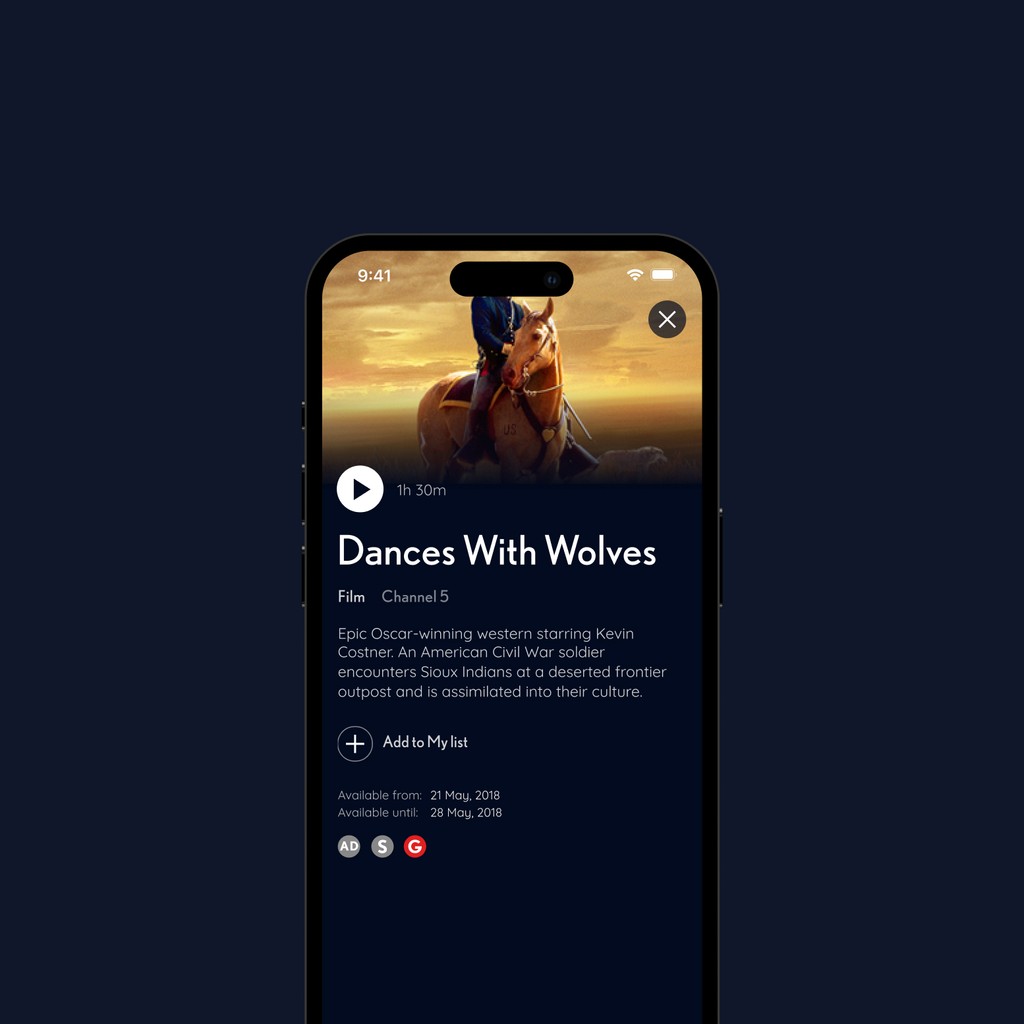 9:41
US
1h 30m
Dances With Wolves
Film Channel 5
Epic Oscar-winning western starring Kevin
Costner. An American Civil War soldier
encounters Sioux Indians at a deserted frontier
outpost and is assimilated into their culture.
Add to My list
Available from: 21 May, 2018
Available until: 28 May, 2018
AD S G